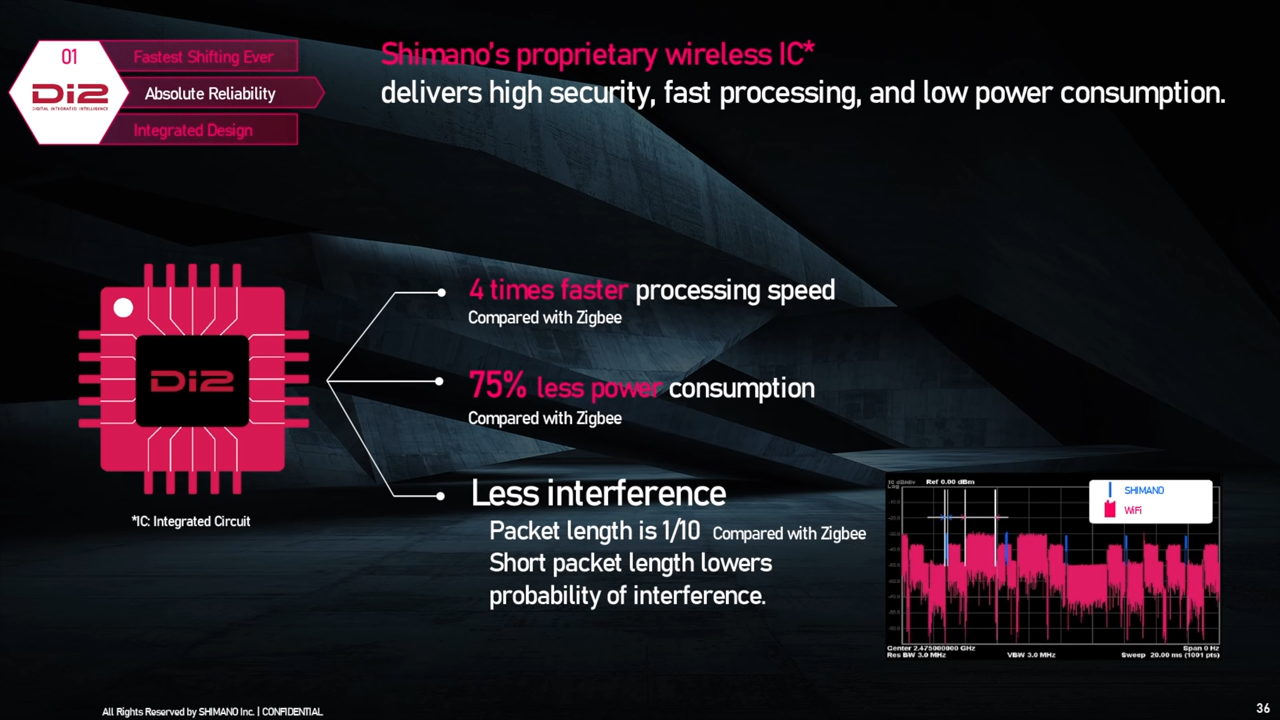 01
Di2
DIGITAL INTEGRATED INTELLIGENCE
Fastest Shifting Ever
Absolute Reliability
Integrated Design
Shimano's proprietary wireless IC*
delivers high security, fast processing, and low power consumption.
Di2
*IC: Integrated Circuit
4 times faster processing speed
Compared with Zigbee
75% less power consumption
Compared with Zigbee
Less interference
Packet length is 1/10 Compared with Zigbee
Short packet length lowers
probability of interference.
10 dB/div Ref 0.00 dBm
Log
SHIMANO
WiFi
Center 2.475000000 GHz Span 0 Hz
Res BW 3.0 MHz VBW 3.0 MHz Sweep 20.00 ms (1001 pts)
All Rights Reserved by SHIMANO Inc. | CONFIDENTIAL
36